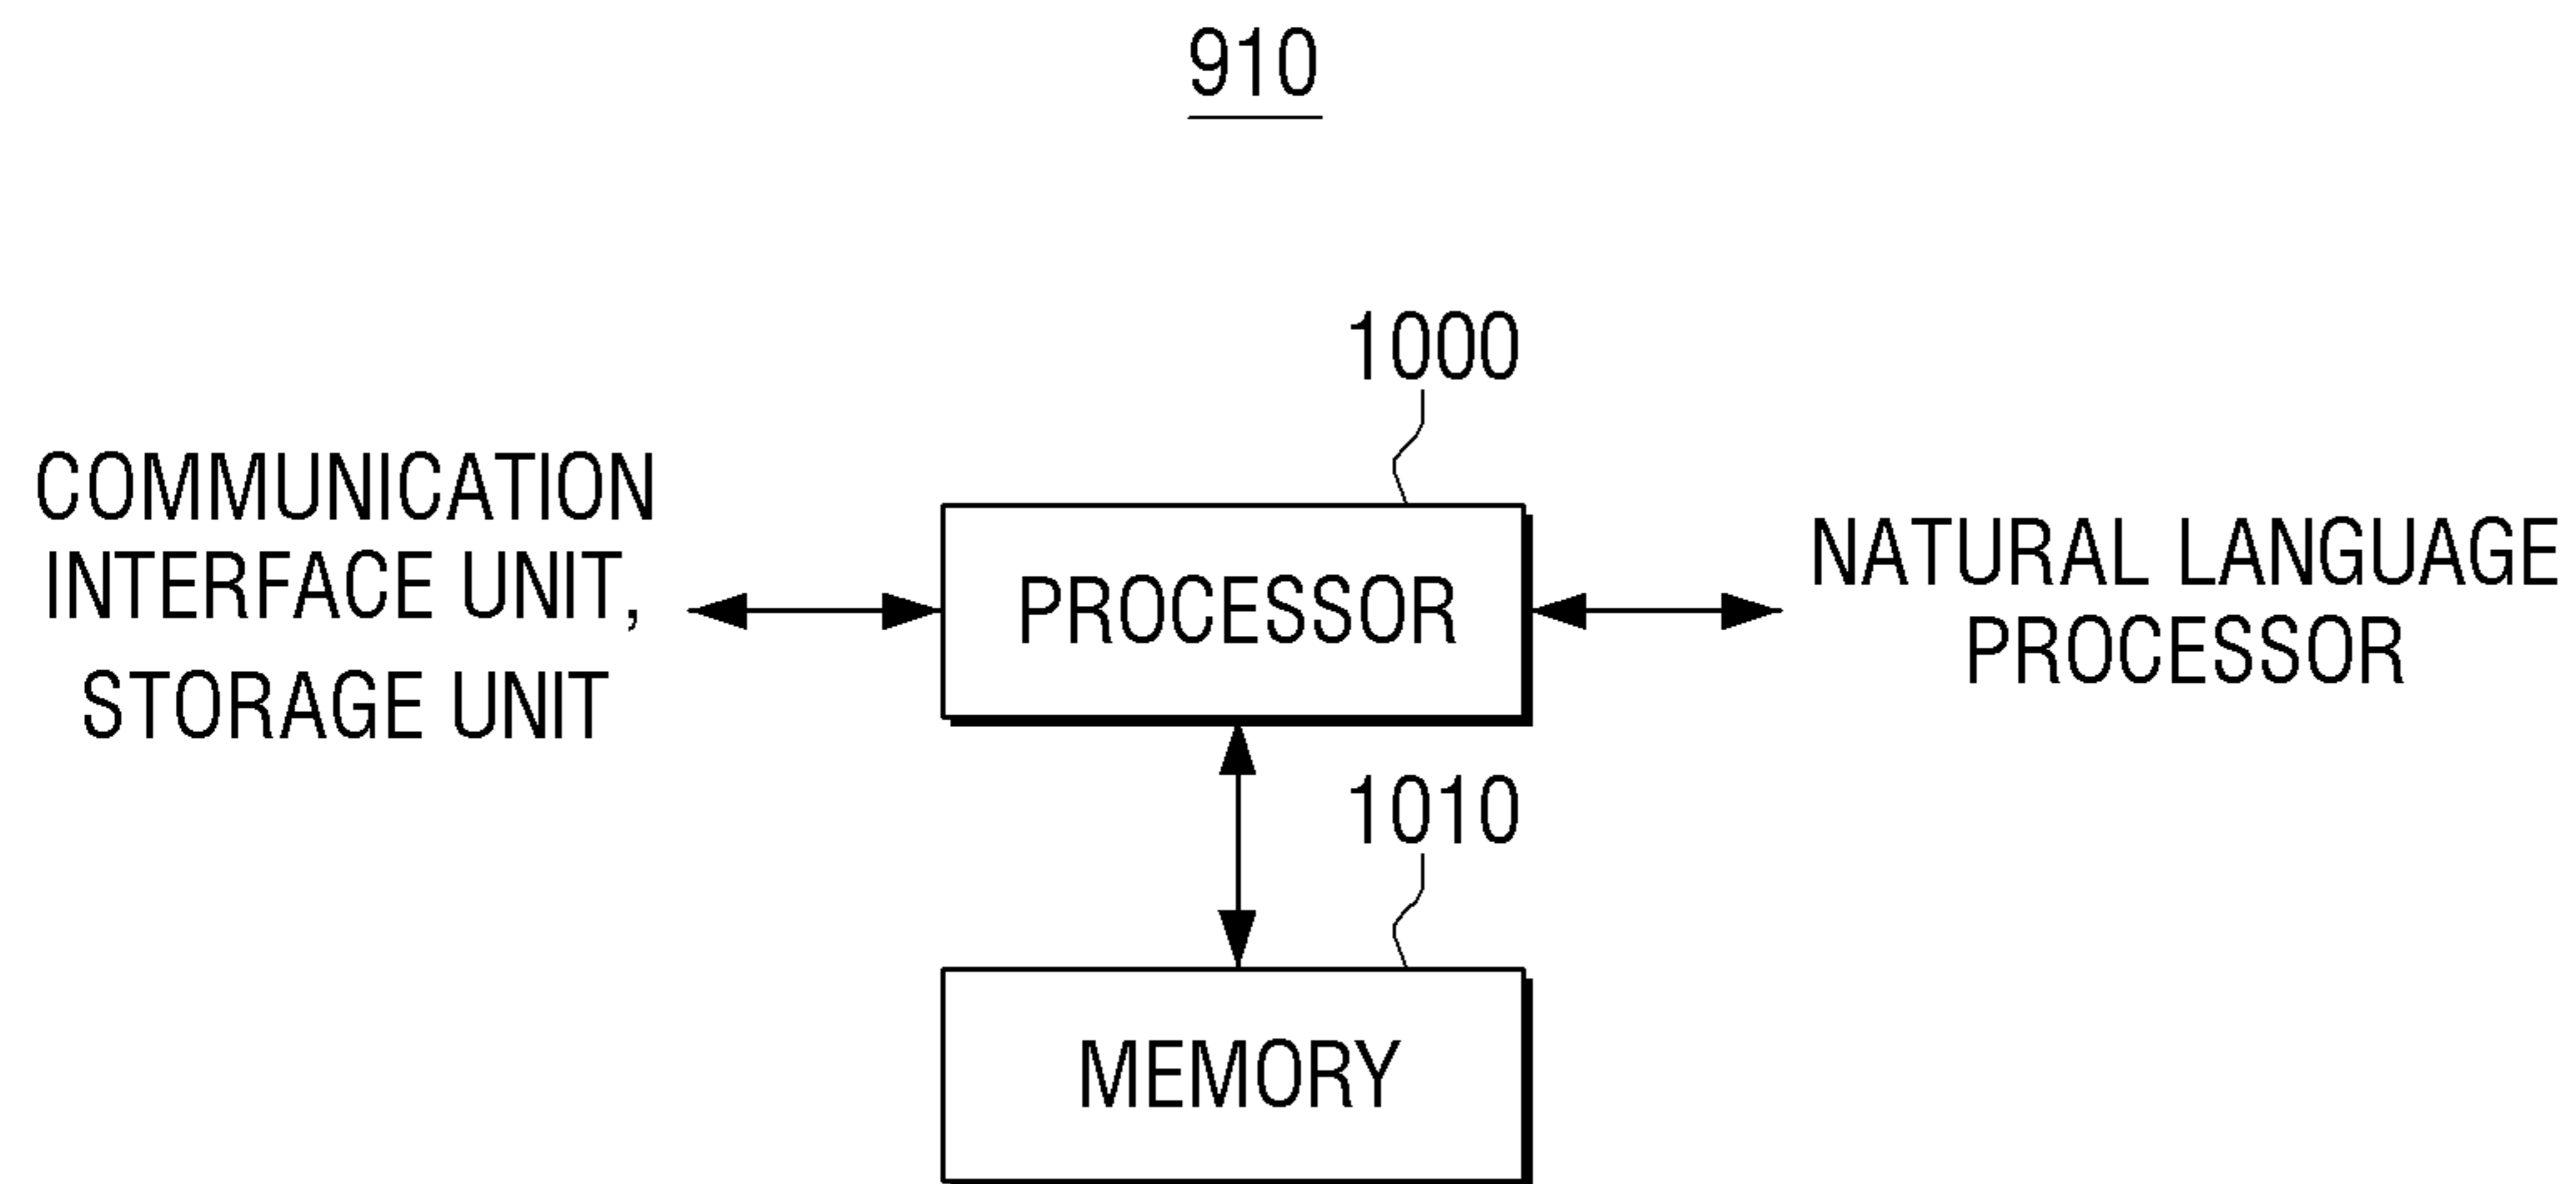 910
1000
COMMUNICATION
INTERFACE UNIT,
STORAGE UNIT
PROCESSOR
NATURAL LANGUAGE
PROCESSOR
1010
MEMORY